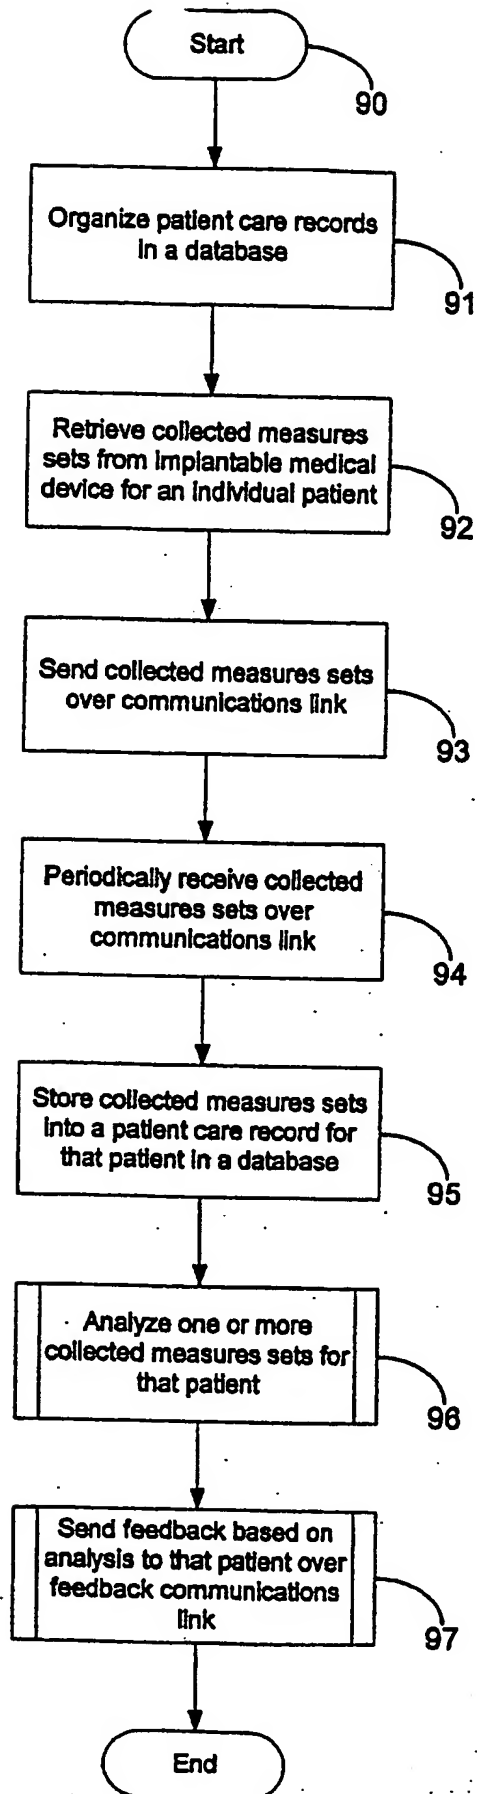 Start
90
Organize patient care records
in a database
91
Retrieve collected measures
sets from implantable medical
device for an individual patient
92
Send collected measures sets
over communications link
93
Periodically receive collected
measures sets over
communications link
94
Store collected measures sets
into a patient care record for
that patient in a database
95
Analyze one or more
collected measures sets for
that patient
96
Send feedback based on
analysis to that patient over
feedback communications
link
97
End